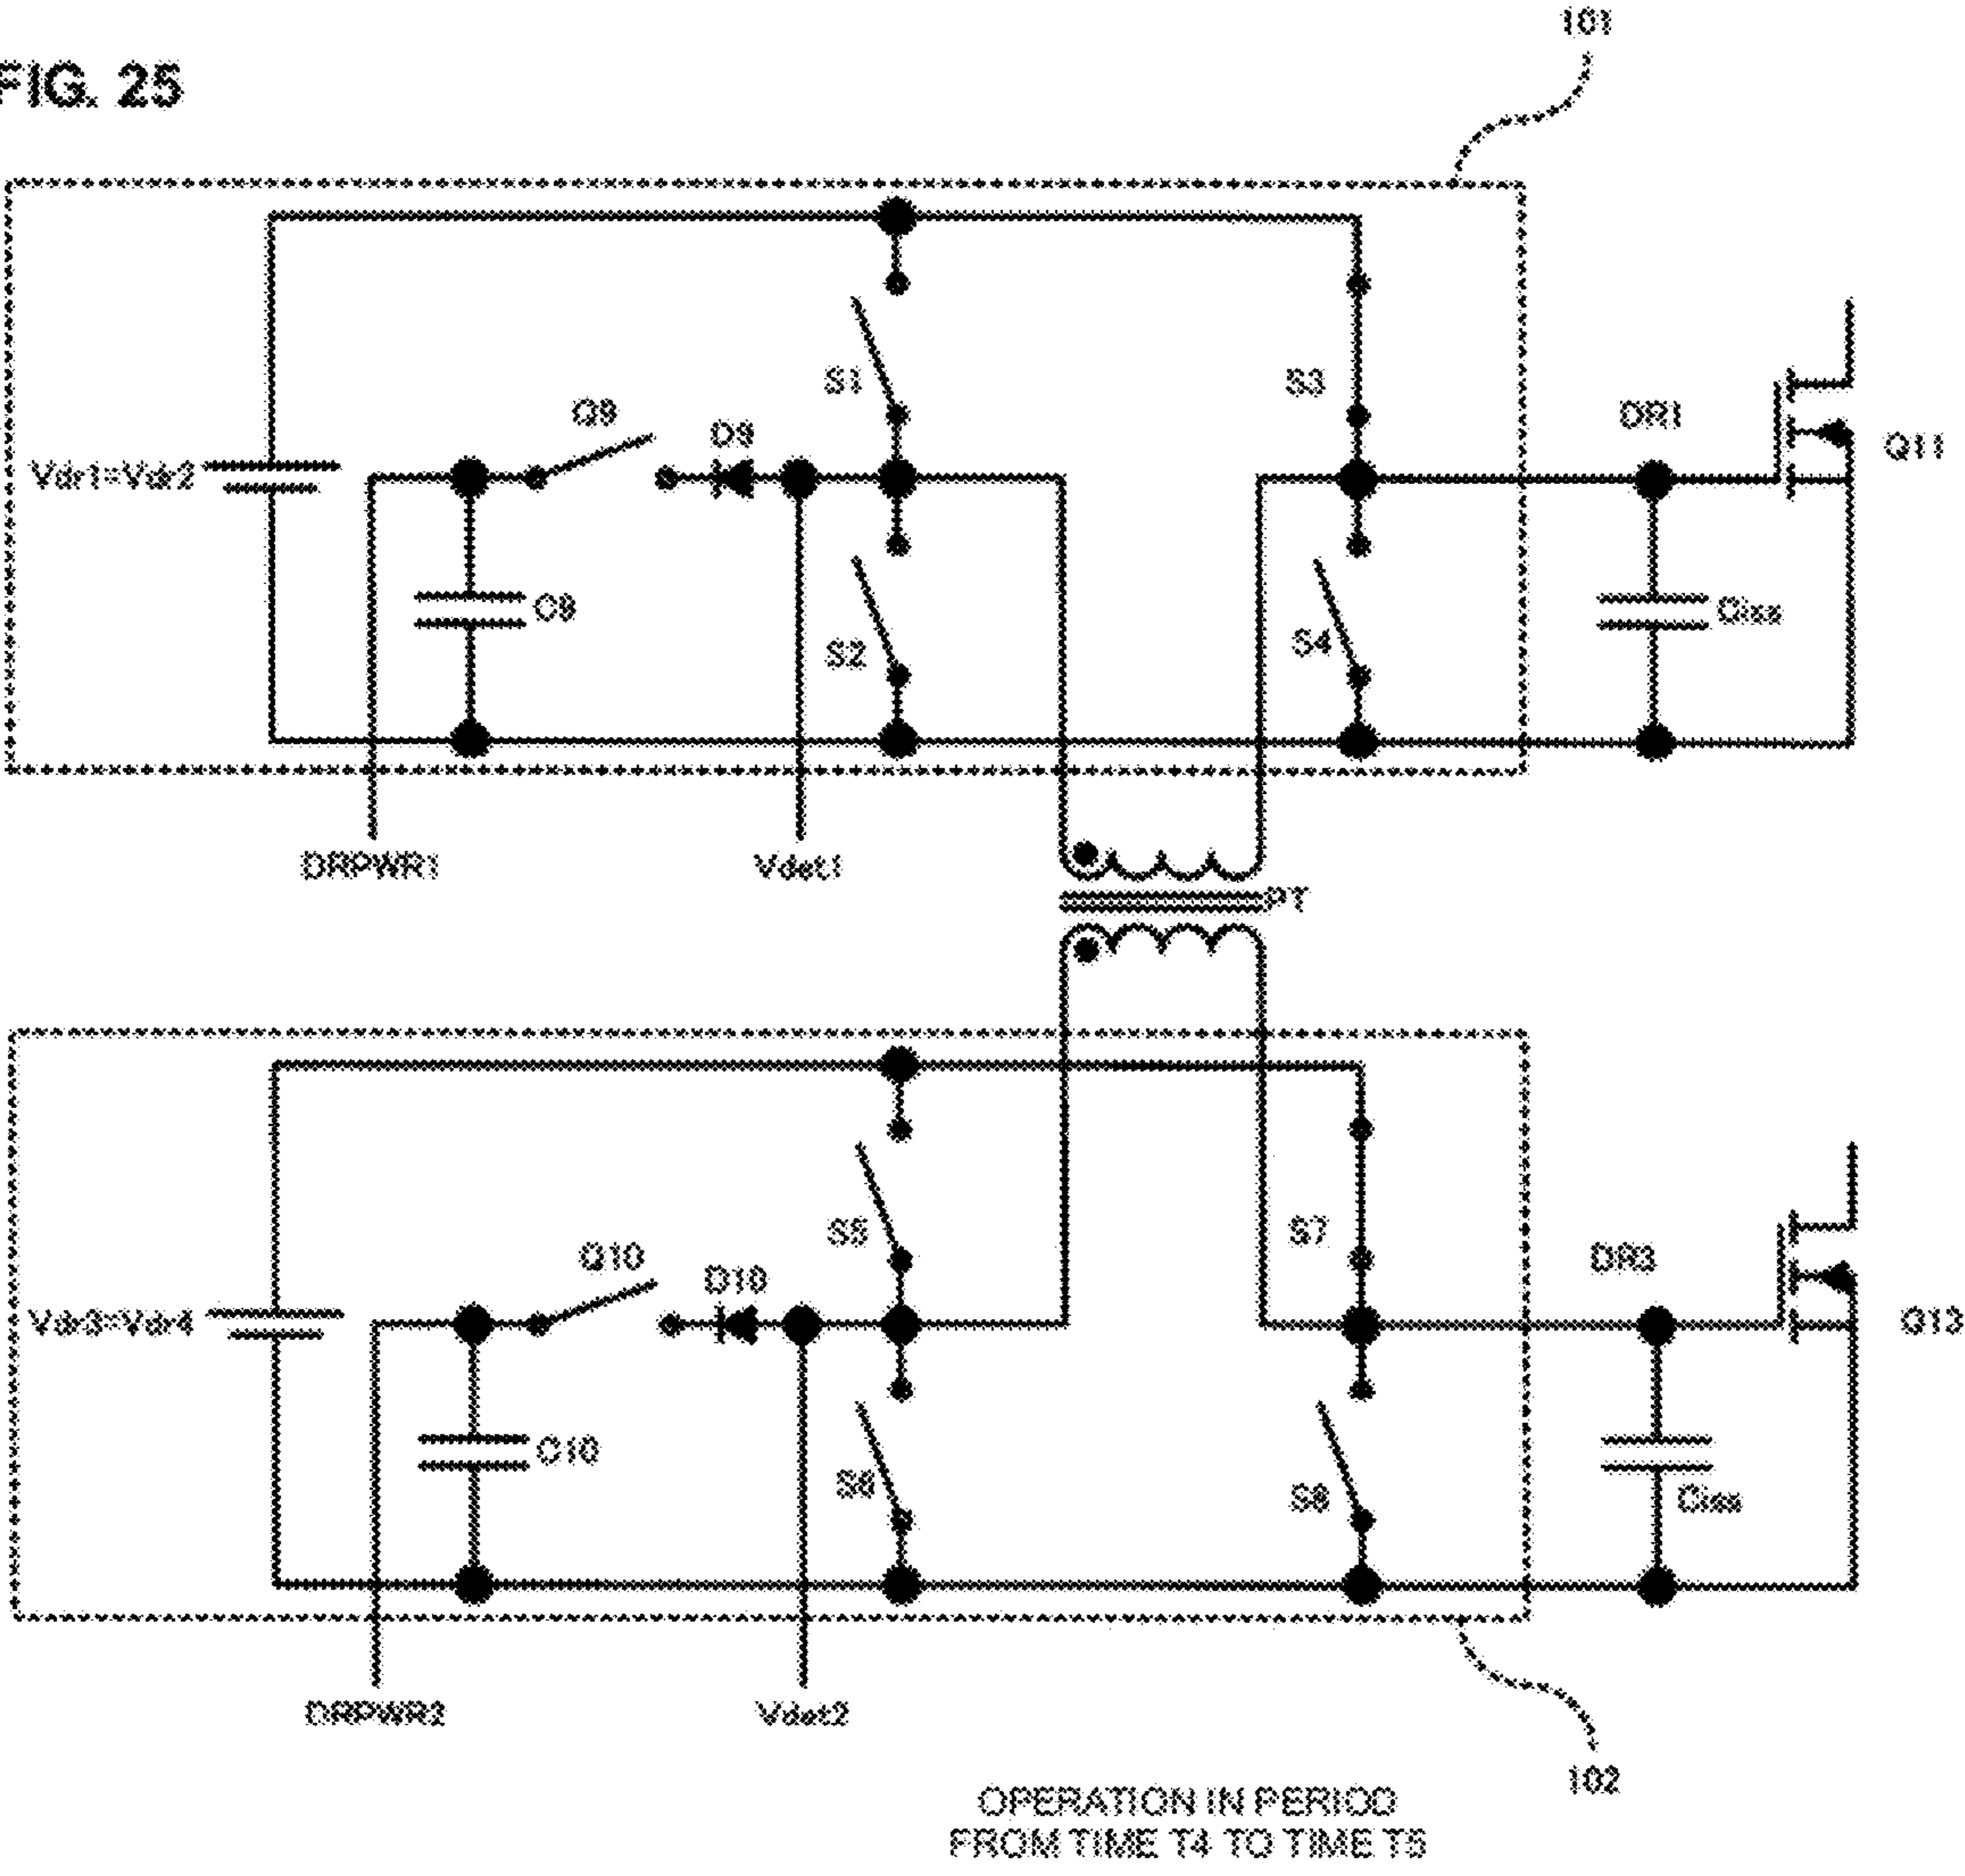 101
FIG. 25
S1
S3
DR1
Q9
D9
Q11
Vdr1=Vdr2
C9
Ciss
S2
S4
DRPWR1
Vdet1
PT
S5
S7
Q10
DR3
D10
Vdr3=Vdr4
Q13
C10
S6
S8
Ciss
DRPWR2
Vdet2
102
OPERATION IN PERIOD
FROM TIME T4 TO TIME T5